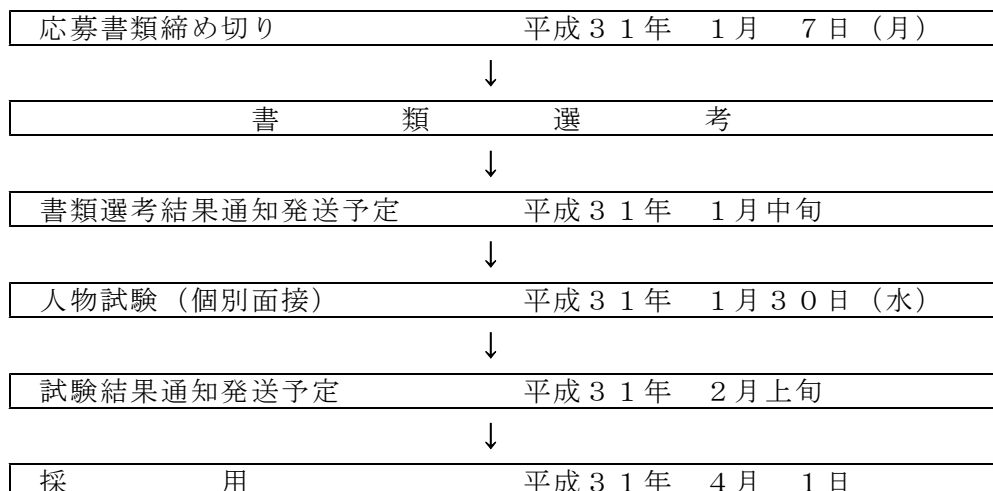 応募書類締め切り 平成３１年 １月 ７日（月）
↓
書 類 選 考
↓
書類選考結果通知発送予定 平成３１年 １月中旬
↓
人物試験（個別面接） 平成３１年 １月３０日（水）
↓
試験結果通知発送予定 平成３１年 ２月上旬
↓
採 用 平成３１年 ４月 １日